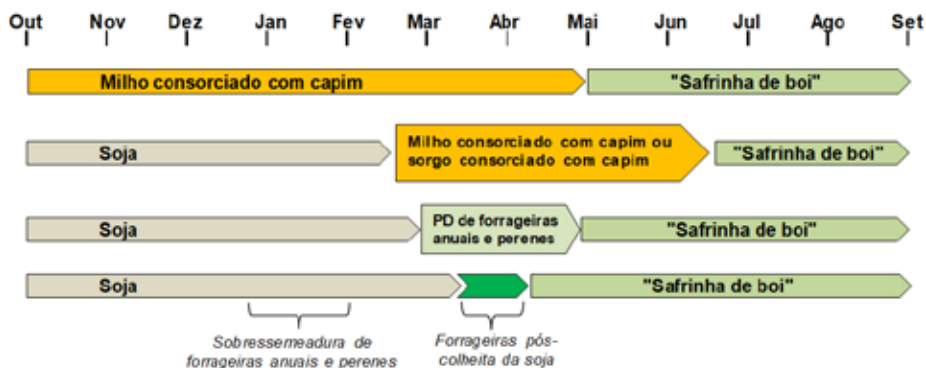 Out Nov Dez Jan Fev Mar Abr Mai Jun Jul Ago Set
Milho consorciado com capim
"Safrinha de boi"
Soja
Milho consorciado com capim ou
sorgo consorciado com capim
"Safrinha de boi"
Soja
PD de forrageiras
anuais e perenes
"Safrinha de boi"
Soja
"Safrinha de boi"
Sobressemeadura de
forrageiras anuais e perenes
Forrageiras pós-
colheita da soja